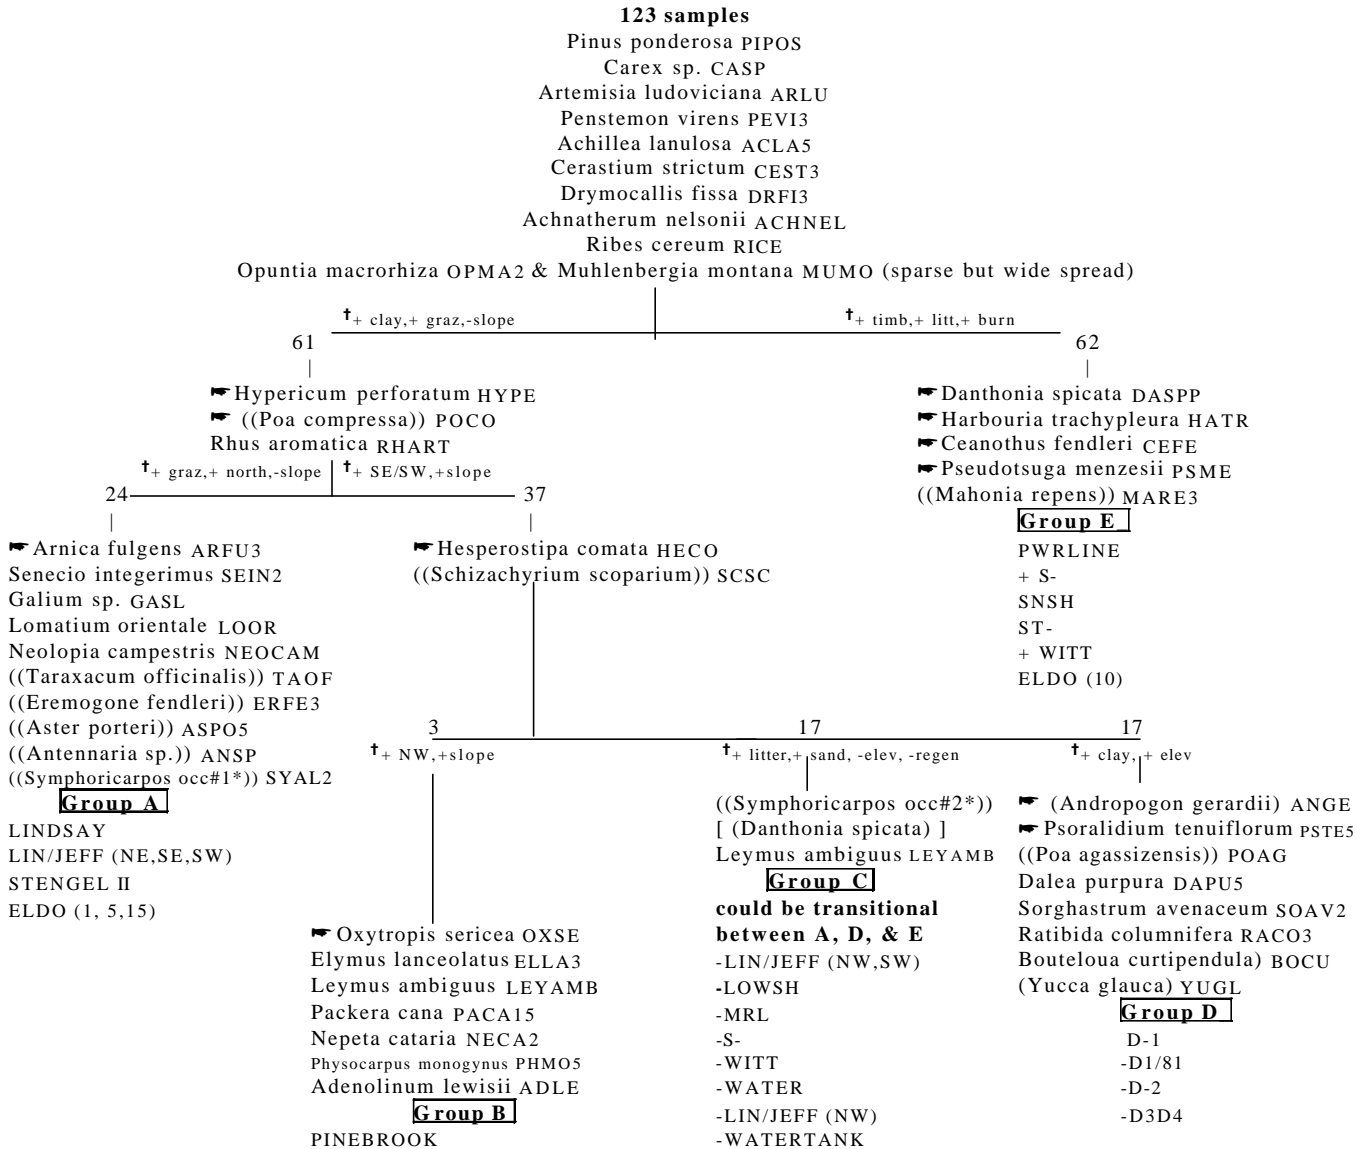 123 samples
Pinus ponderosa PIPOS
Carex sp. CASP
Artemisia ludoviciana ARLU
Penstemon virens PEVI3
Achillea lanulosa ACLA5
Cerastium strictum CEST3
Drymocallis fissa DRFI3
Achnatherum nelsonii ACHNEL
Ribes cereum RICE
Opuntia macrorhiza OPMA2 & Muhlenbergia montana MUMO (sparse but wide spread)
†+ clay,+ graz,-slope
†+ timb,+ litt,+ burn
61
62
☛Hypericum perforatum HYPE
☛ ((Poa compressa)) POCO
Rhus aromatica RHART
☛Danthonia spicata DASPP
☛Harbouria trachypleura HATR
☛Ceanothus fendleri CEFE
☛Pseudotsuga menzesii PSME
((Mahonia repens)) MARE3
Group E
PWRLINE
+ S-
SNSH
ST-
+ WITT
ELDO (10)
†+ graz,+ north,-slope
†+ SE/SW,+slope
24
37
☛Arnica fulgens ARFU3
Senecio integerimus SEIN2
Galium sp. GASL
Lomatium orientale LOOR
Neolopia campestris NEOCAM
((Taraxacum officinalis)) TAOF
((Eremogone fendleri)) ERFE3
((Aster porteri)) ASPO5
((Antennaria sp.)) ANSP
((Symphoricarpos occ#1*)) SYAL2
Group A
LINDSAY
LIN/JEFF (NE,SE,SW)
STENGEL II
ELDO (1, 5,15)
☛Hesperostipa comata HECO
((Schizachyrium scoparium)) SCSC
3
17
17
†+ NW,+slope
†+ litter,+ sand, -elev, -regen
†+ clay, + elev
☛Oxytropis sericea OXSE
Elymus lanceolatus ELLA3
Leymus ambiguus LEYAMB
Packera cana PACA15
Nepeta cataria NECA2
Physocarpus monogynus PHMO5
Adenolinum lewisii ADLE
Group B
PINEBROOK
((Symphoricarpos occ#2*))
[ (Danthonia spicata) ]
Leymus ambiguus LEYAMB
Group C
could be transitional
between A, D, & E
-LIN/JEFF (NW,SW)
-LOWSH
-MRL
-S-
-WITT
-WATER
-LIN/JEFF (NW)
-WATERTANK
☛ (Andropogon gerardii) ANGE
☛Psoralidium tenuiflorum PSTE5
((Poa agassizensis)) POAG
Dalea purpura DAPU5
Sorghastrum avenaceum SOAV2
Ratibida columnifera RACO3
Bouteloua curtipendula) BOCU
(Yucca glauca) YUGL
Group D
D-1
-D1/81
-D-2
-D3D4